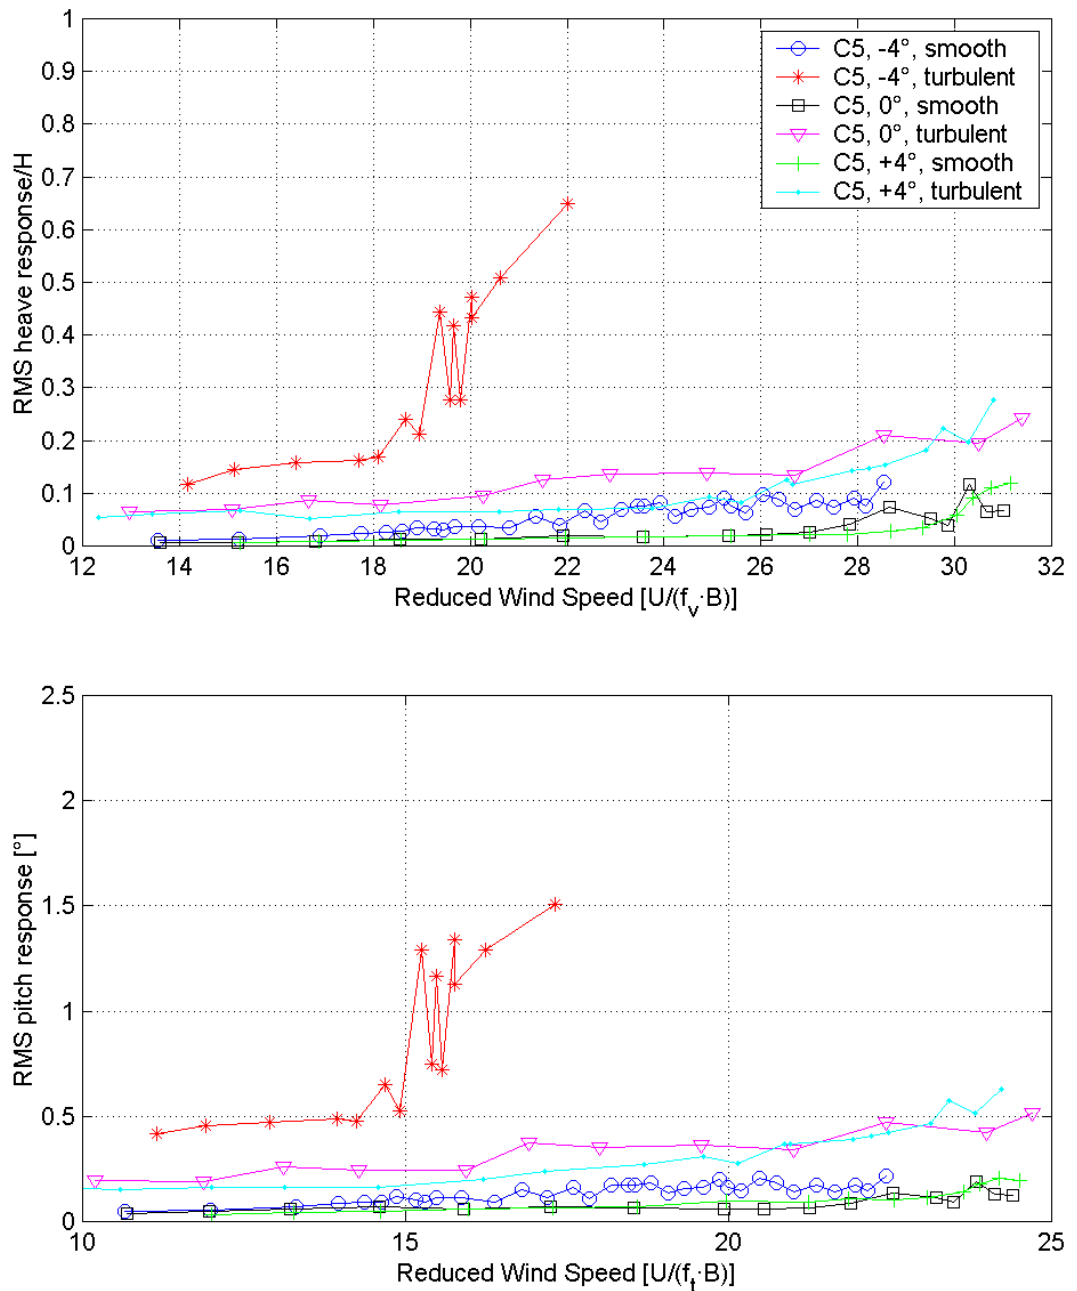 1
0.9
0.8
0.7
0.6
0.5
0.4
0.3
0.2
0.1
0
RMS heave response/H
C5, -4°, smooth
C5, -4°, turbulent
C5, 0°, smooth
C5, 0°, turbulent
C5, +4°, smooth
C5, +4°, turbulent
12 14 16 18 20 22 24 26 28 30 32
Reduced Wind Speed [U/(f_v·B)]
2.5
2
1.5
1
0.5
0
RMS pitch response [°]
10 15 20 25
Reduced Wind Speed [U/(f_t·B)]